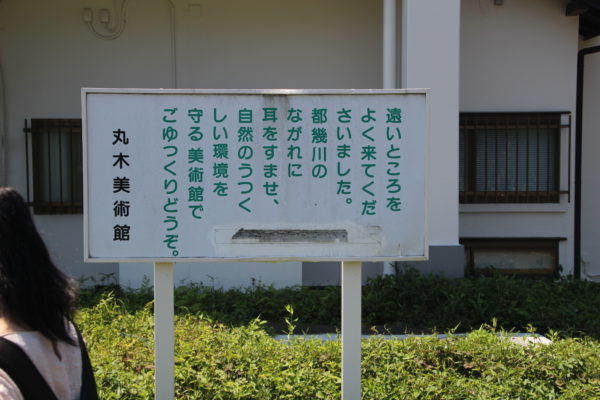 遠いところを
よく来てくだ
さいました。
都幾川の
ながれに
耳をすませ、
自然のうつく
しい環境を
守る 美術館で
ごゆっくりどうぞ。
丸木美術館